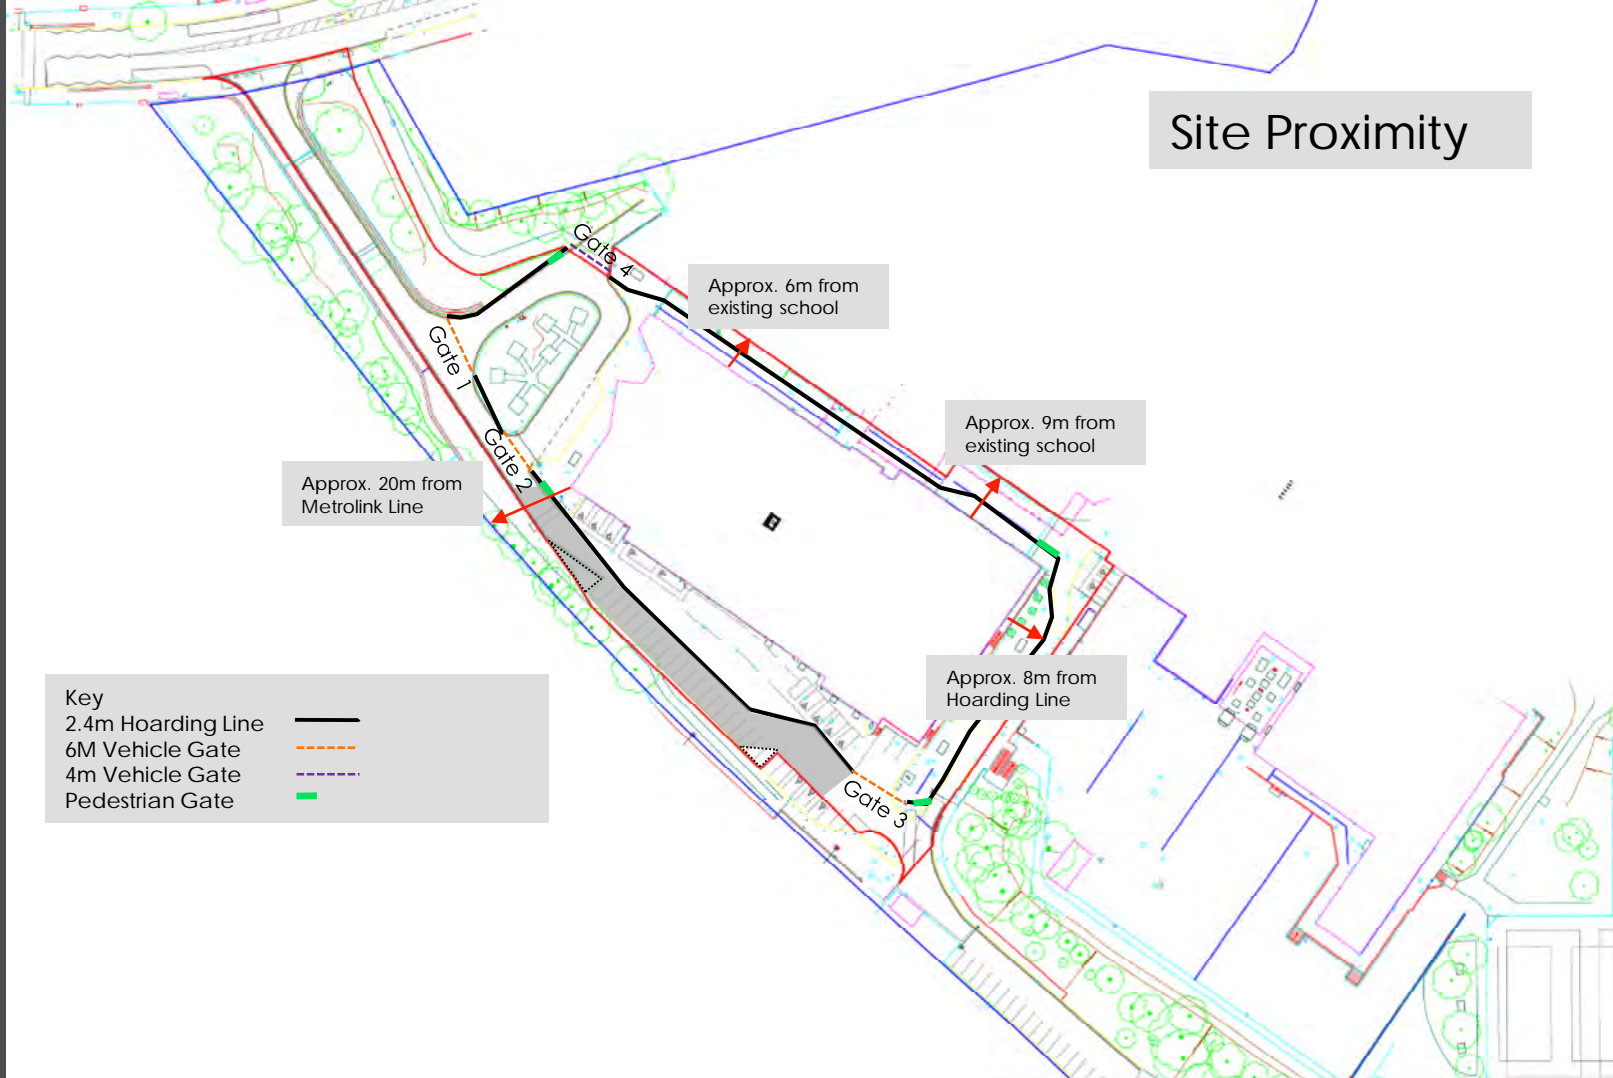 Site Proximity
Gate 4
Approx. 6m from
existing school
Gate 1
Approx. 9m from
existing school
Gate 2
Approx. 20m from
Metrolink Line
Approx. 8m from
Hoarding Line
Key
2.4m Hoarding Line
6M Vehicle Gate
4m Vehicle Gate
Pedestrian Gate
Gate 3